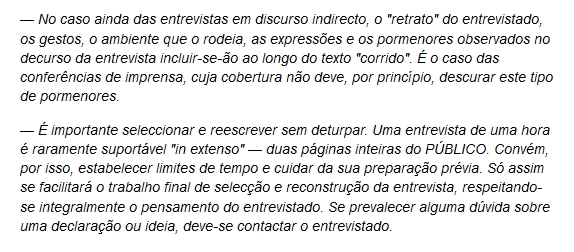 — No caso ainda das entrevistas em discurso indirecto, o "retrato" do entrevistado,
os gestos, o ambiente que o rodeia, as expressões e os pormenores observados no
decurso da entrevista incluir-se-ão ao longo do texto "corrido". É o caso das
conferências de imprensa, cuja cobertura não deve, por princípio, descurar este tipo
de pormenores.
— É importante seleccionar e reescrever sem deturpar. Uma entrevista de uma hora
é raramente suportável "in extenso" — duas páginas inteiras do PÚBLICO. Convém,
por isso, estabelecer limites de tempo e cuidar da sua preparação prévia. Só assim
se facilitará o trabalho final de selecção e reconstrução da entrevista, respeitando-
se integralmente o pensamento do entrevistado. Se prevalecer alguma dúvida sobre
uma declaração ou ideia, deve-se contactar o entrevistado.